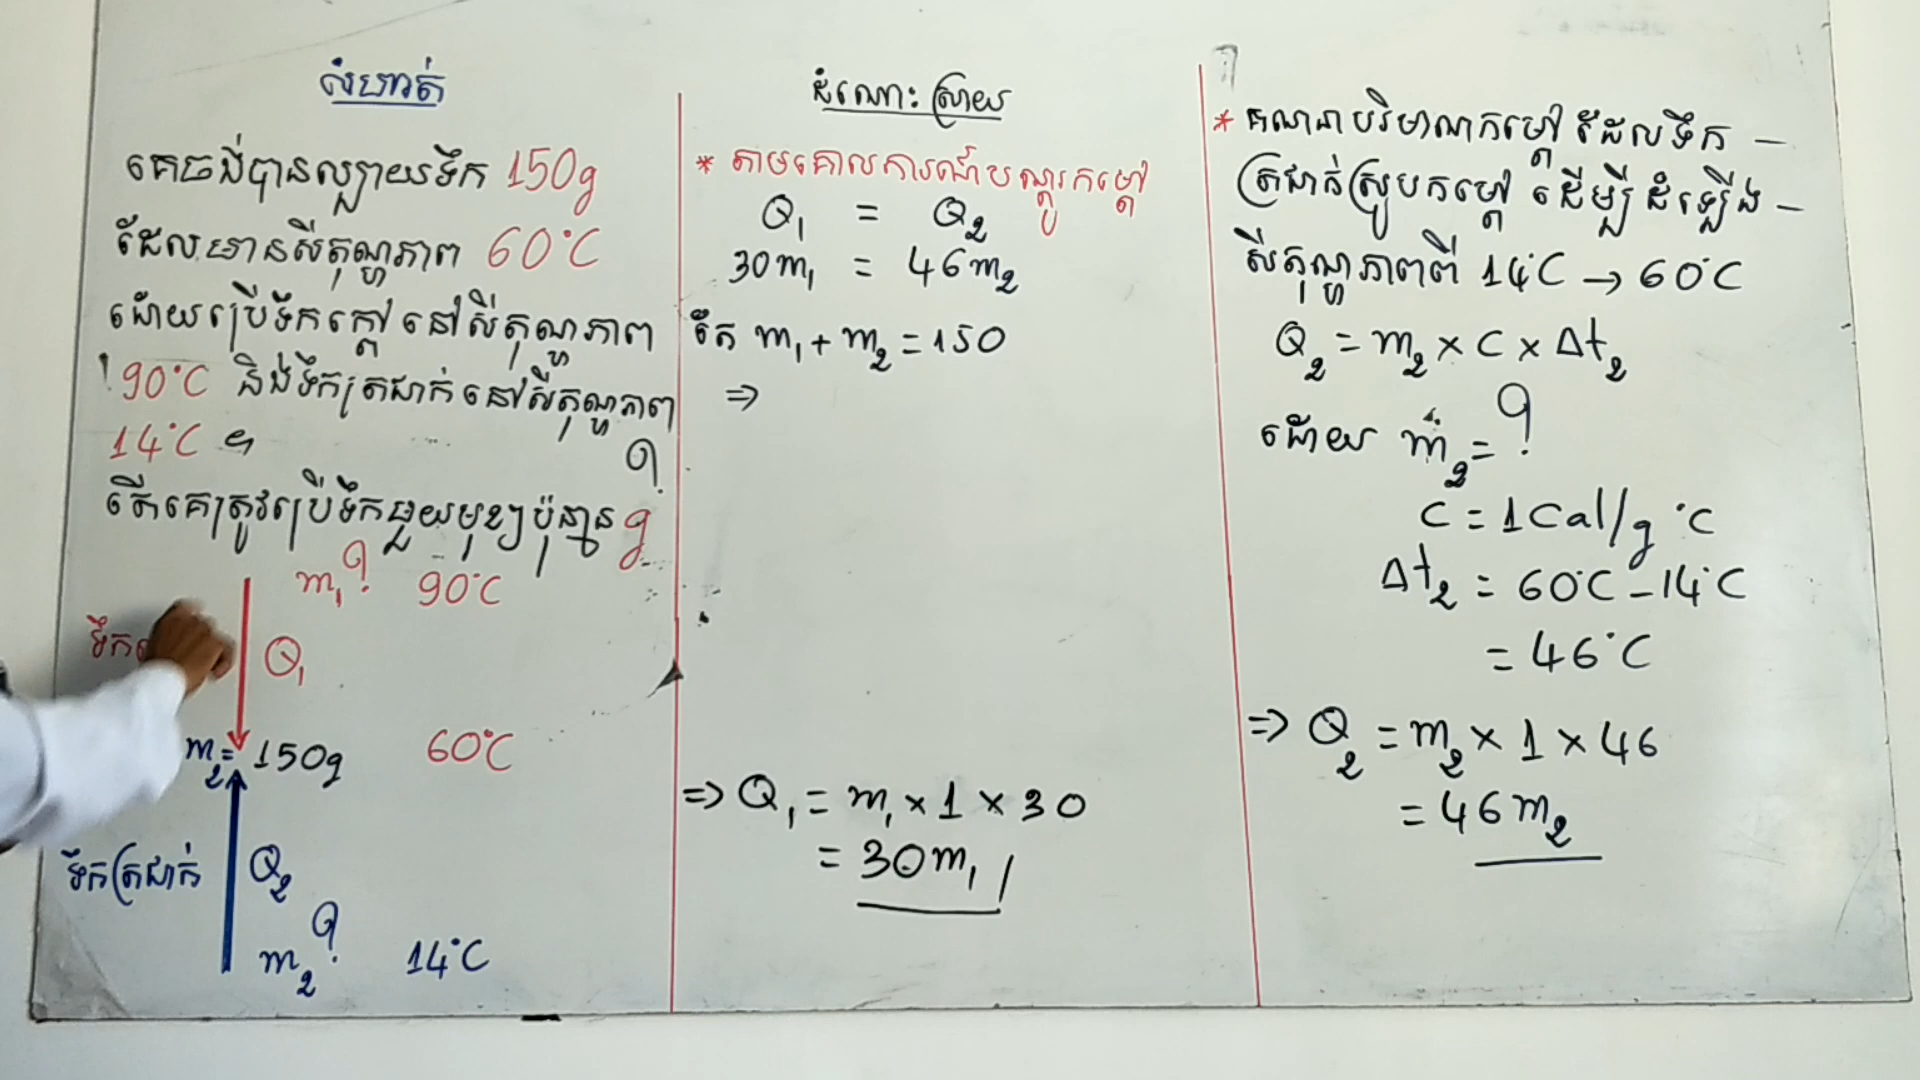 លំហាត់
គេចង់បានល្បាយទឹក 150g
ដែលមានសីតុណ្ហភាព 60°C
ដោយប្រើទឹកក្តៅនៅសីតុណ្ហភាព
90°C និងទឹកត្រជាក់នៅសីតុណ្ហភាព
14°C ។
តើគេត្រូវប្រើទឹកមួយមុខៗប៉ុន្មាន g ?
m₁ ? 90°C
Q₁
m₂= 150g 60°C
ទឹកត្រជាក់ Q₂
m₂ ? 14°C
ដំណោះស្រាយ
* តាមគោលការណ៍បណ្តូរកម្តៅ
Q₁ = Q₂
30m₁ = 46m₂
តែ m₁ + m₂ = 150
⇒
⇒ Q₁ = m₁ × 1 × 30
= 30m₁
* គណនាបរិមាណកម្តៅដែលទឹក –
ត្រជាក់ស្រូបកម្តៅ ដើម្បីដំឡើង –
សីតុណ្ហភាពពី 14°C → 60°C
Q₂ = m₂ × C × Δt₂
ដោយ m₂ = ?
C = 1Cal/g °C
Δt₂ = 60°C – 14°C
= 46°C
⇒ Q₂ = m₂ × 1 × 46
= 46m₂